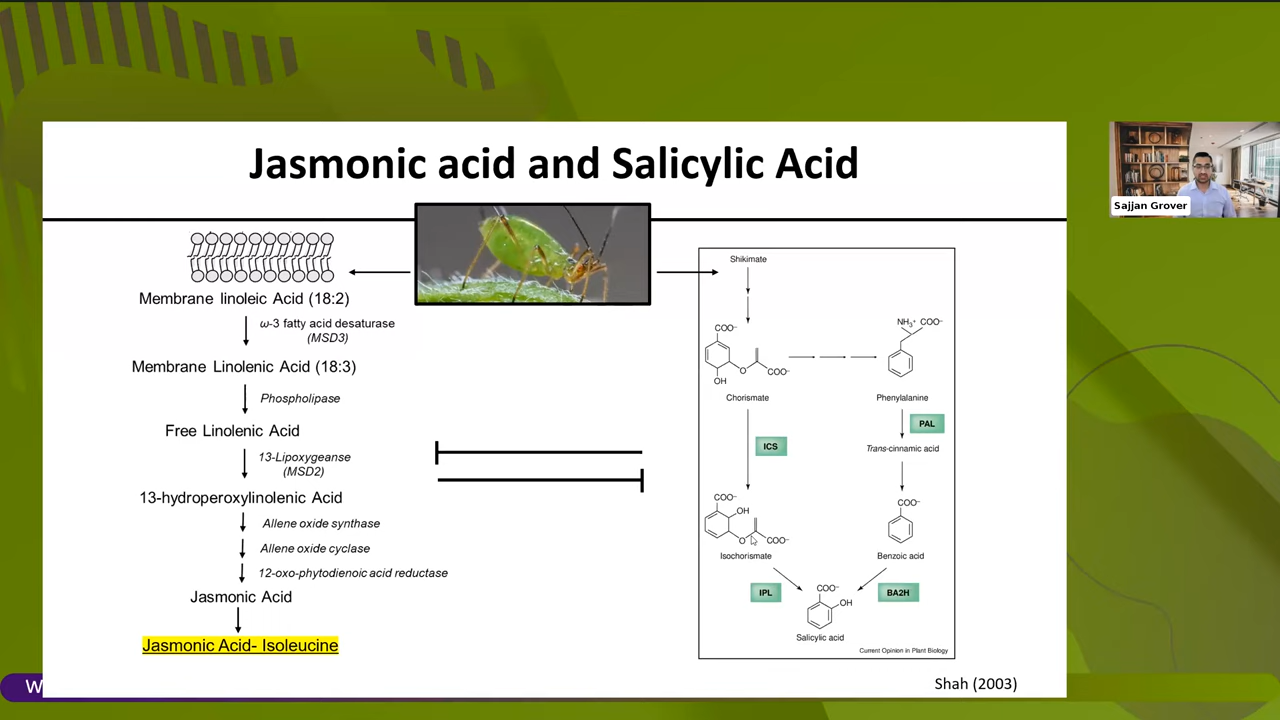 Jasmonic acid and Salicylic Acid
Sajjan Grover
Membrane linoleic Acid (18:2)
ω-3 fatty acid desaturase
(MSD3)
Membrane Linolenic Acid (18:3)
Phospholipase
Free Linolenic Acid
13-Lipoxygeanse
(MSD2)
13-hydroperoxylinolenic Acid
Allene oxide synthase
Allene oxide cyclase
12-oxo-phytodienoic acid reductase
Jasmonic Acid
Jasmonic Acid- Isoleucine
Shikimate
COO⁻
O
COO⁻
OH
Chorismate
NH₃⁺ COO⁻
Phenylalanine
PAL
Trans-cinnamic acid
ICS
COO⁻
OH
O
COO⁻
Isochorismate
COO⁻
Benzoic acid
IPL
BA2H
COO⁻
OH
Salicylic acid
Current Opinion in Plant Biology
Shah (2003)
W